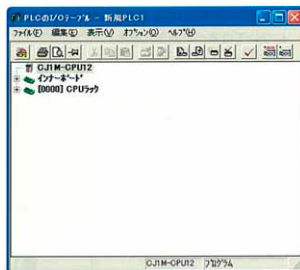 PLCのI/Oテーブル - 新規PLC1
ファイル(F) 編集(E) 表示(V) オプション(O) ヘルプ(H)
CJ1M-CPU12
インナーボード
[0000] CPUラック
CJ1M-CPU12 プログラム